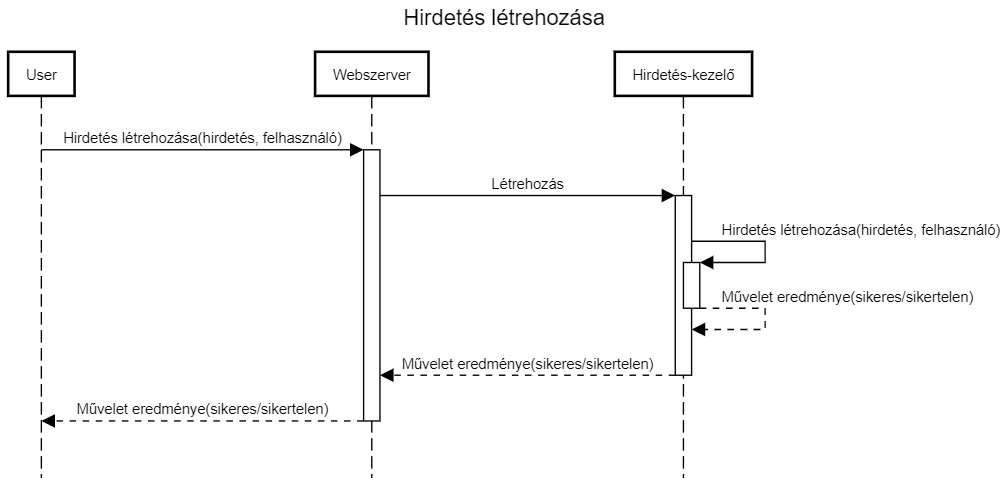 Hirdetés létrehozása
User
Webszerver
Hirdetés-kezelő
Hirdetés létrehozása(hirdetés, felhasználó)
Létrehozás
Hirdetés létrehozása(hirdetés, felhasználó)
Művelet eredménye(sikeres/sikertelen)
Művelet eredménye(sikeres/sikertelen)
Művelet eredménye(sikeres/sikertelen)